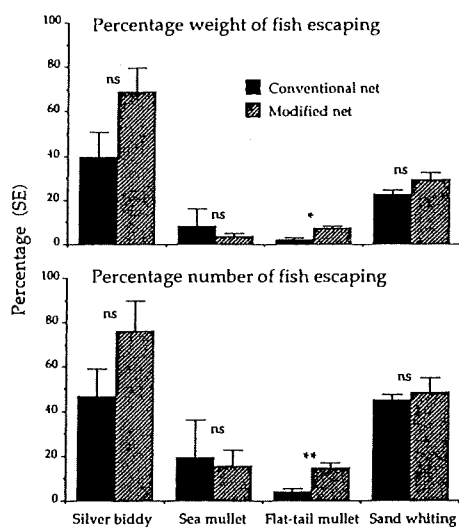 Percentage weight of fish escaping
100
80
60
40
20
0
ns
ns
*
ns
Conventional net
Modified net
Percentage (SE)
Percentage number of fish escaping
100
80
60
40
20
0
ns
ns
**
ns
Silver biddy Sea mullet Flat-tail mullet Sand whiting